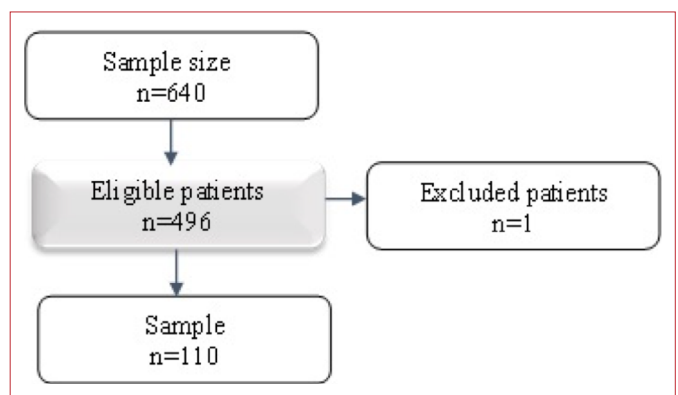 Sample size
n=640
Eligible patients
n=496
Excluded patients
n=1
Sample
n=110